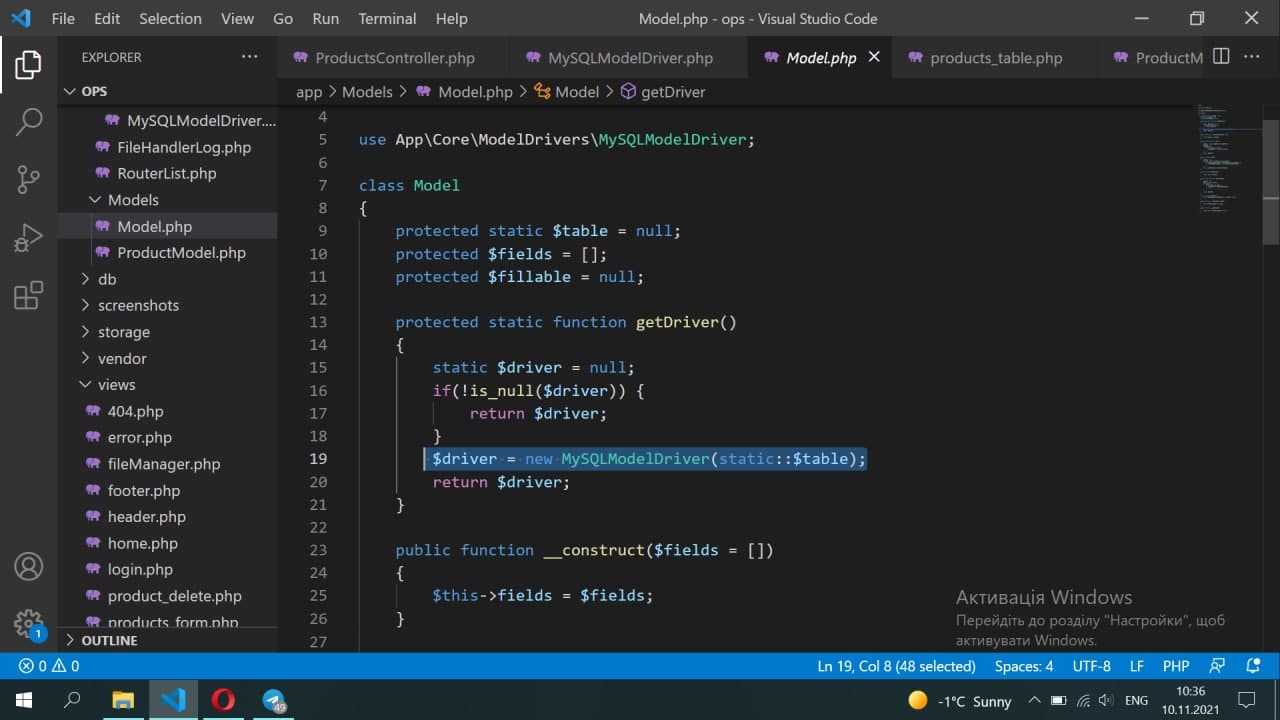 File Edit Selection View Go Run Terminal Help Model.php - ops - Visual Studio Code
EXPLORER
ProductsController.php MySQLModelDriver.php Model.php products_table.php ProductM
OPS
app > Models > Model.php > Model > getDriver
MySQLModelDriver....
FileHandlerLog.php
RouterList.php
Models
Model.php
ProductModel.php
db
screenshots
storage
vendor
views
404.php
error.php
fileManager.php
footer.php
header.php
home.php
login.php
product_delete.php
products_form.php
OUTLINE
4
5 use App\Core\ModelDrivers\MySQLModelDriver;
6
7 class Model
8 {
9 protected static $table = null;
10 protected $fields = [];
11 protected $fillable = null;
12
13 protected static function getDriver()
14 {
15 static $driver = null;
16 if(!is_null($driver)) {
17 return $driver;
18 }
19 $driver = new MySQLModelDriver(static::$table);
20 return $driver;
21 }
22
23 public function __construct($fields = [])
24 {
25 $this->fields = $fields;
26 }
27
Активація Windows
Перейдіть до розділу "Настройки", щоб
активувати Windows.
1
0 0 Ln 19, Col 8 (48 selected) Spaces: 4 UTF-8 LF PHP
49 -1°C Sunny ENG 10:36
10.11.2021